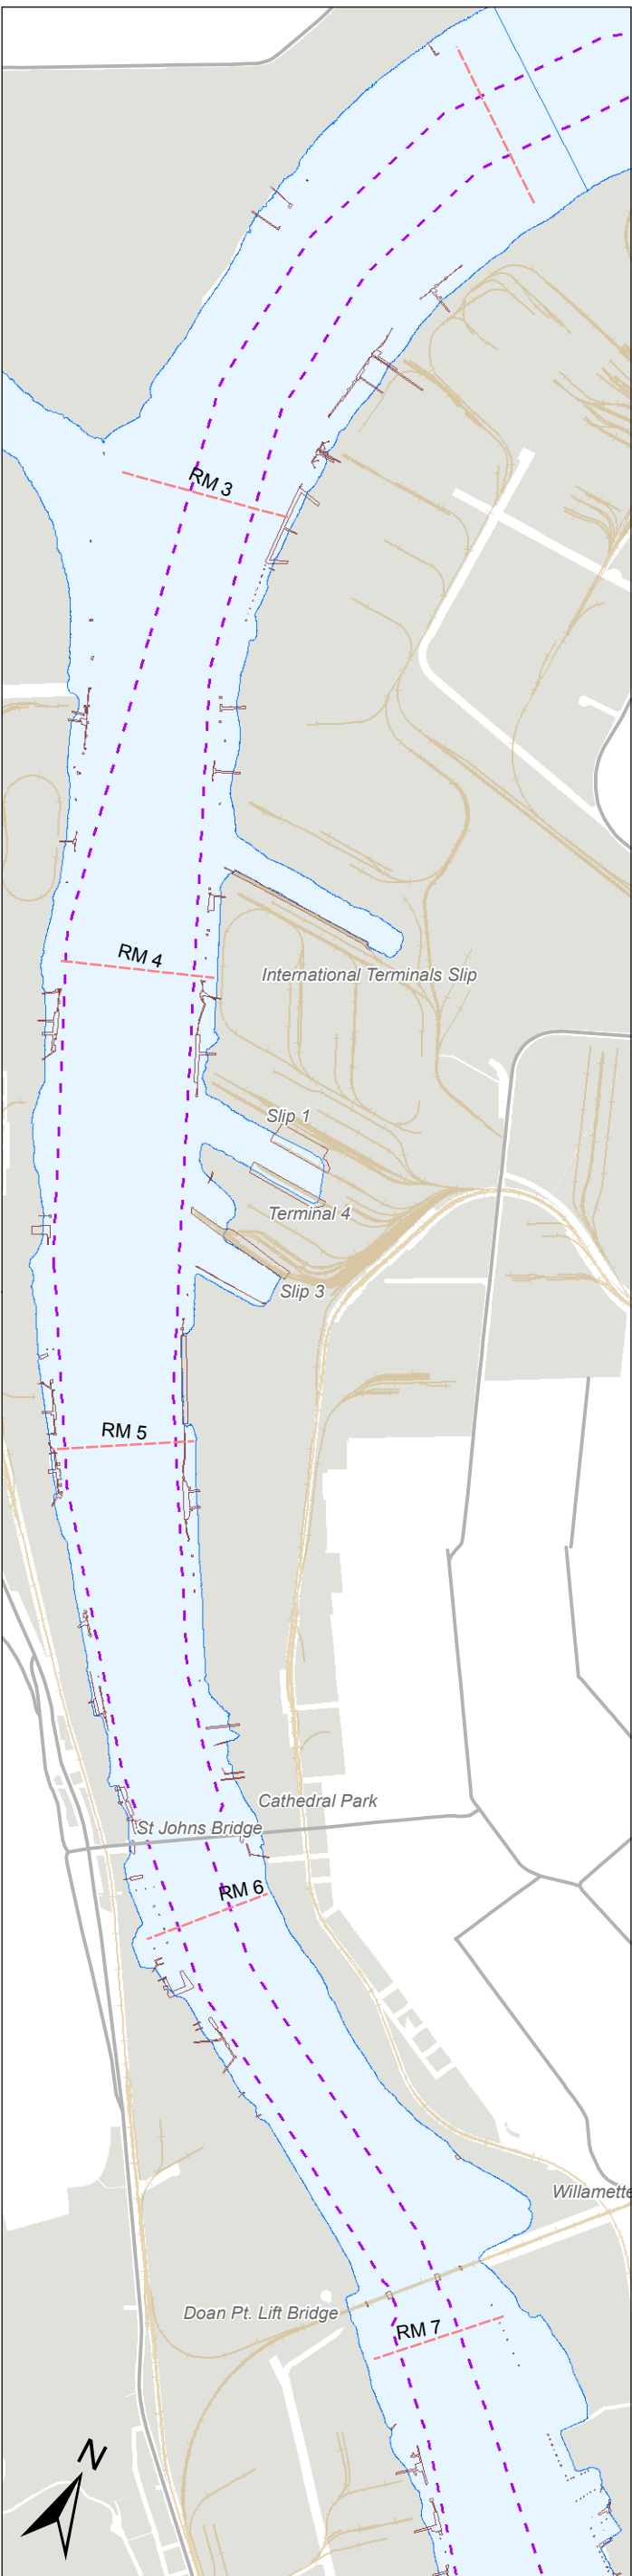 RM 3
RM 4
International Terminals Slip
Slip 1
Terminal 4
Slip 3
RM 5
Cathedral Park
St Johns Bridge
RM 6
Willamette
Doan Pt. Lift Bridge
RM 7
N